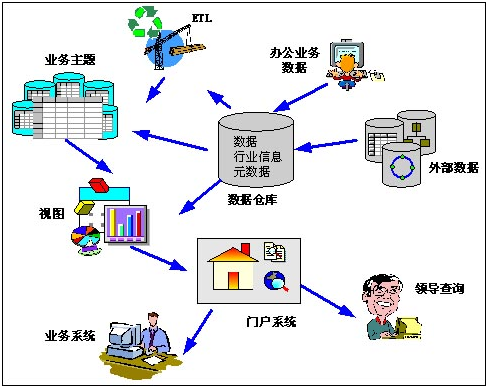 ETL
业务主题
办公业务
数据
数据
行业信息
元数据
外部数据
数据仓库
视图
领导查询
门户系统
业务系统